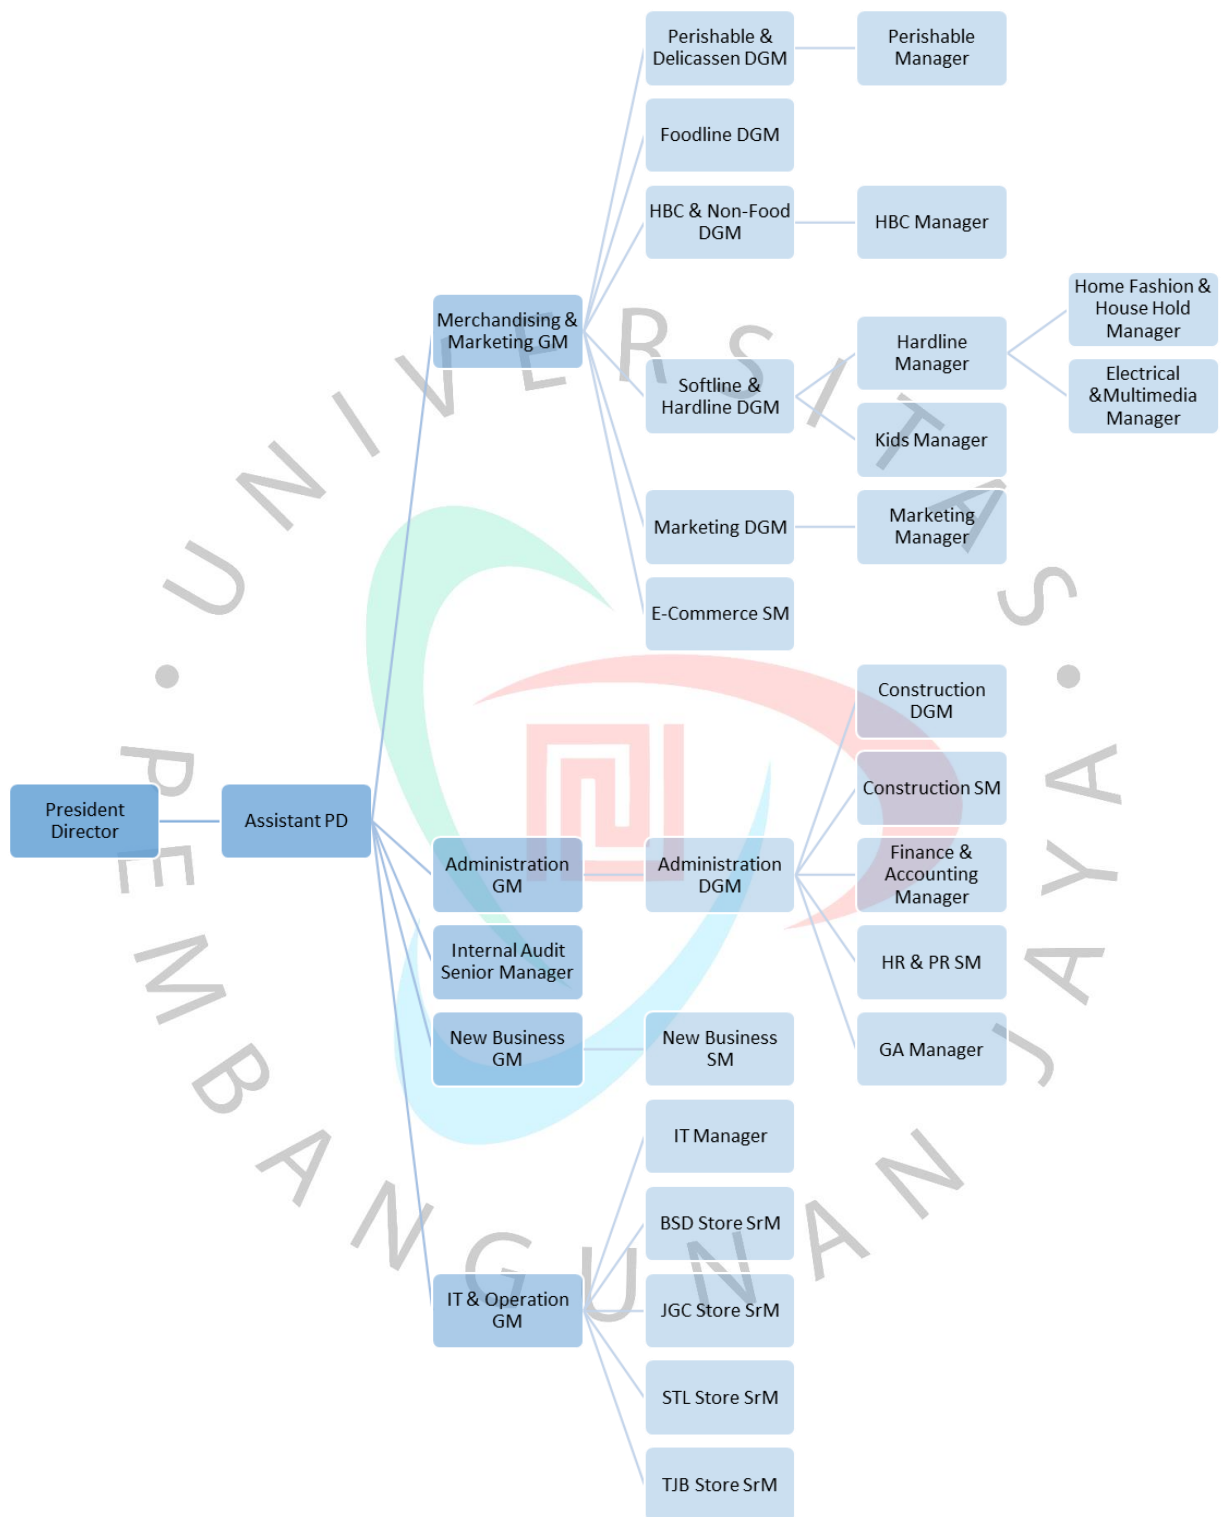 Perishable &
Delicassen DGM
Perishable
Manager
Foodline DGM
HBC & Non-Food
DGM
HBC Manager
Merchandising &
Marketing GM
Softline &
Hardline DGM
Hardline
Manager
Home Fashion &
House Hold
Manager
Electrical
&Multimedia
Manager
Kids Manager
Marketing DGM
Marketing
Manager
E-Commerce SM
President
Director
Assistant PD
Administration
GM
Administration
DGM
Construction
DGM
Construction SM
Finance &
Accounting
Manager
HR & PR SM
GA Manager
Internal Audit
Senior Manager
New Business
GM
New Business
SM
IT & Operation
GM
IT Manager
BSD Store SrM
JGC Store SrM
STL Store SrM
TJB Store SrM
UNIVERSITAS
PEMBANGUNAN JAYA